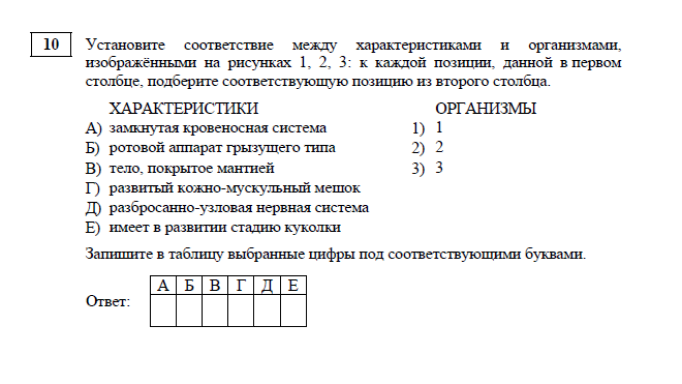 10
Установите соответствие между характеристиками и организмами,
изображёнными на рисунках 1, 2, 3: к каждой позиции, данной в первом
столбце, подберите соответствующую позицию из второго столбца.
ХАРАКТЕРИСТИКИ ОРГАНИЗМЫ
А) замкнутая кровеносная система 1) 1
Б) ротовой аппарат грызущего типа 2) 2
В) тело, покрытое мантией 3) 3
Г) развитый кожно-мускульный мешок
Д) разбросанно-узловая нервная система
Е) имеет в развитии стадию куколки
Запишите в таблицу выбранные цифры под соответствующими буквами.
А Б В Г Д Е
Ответ: